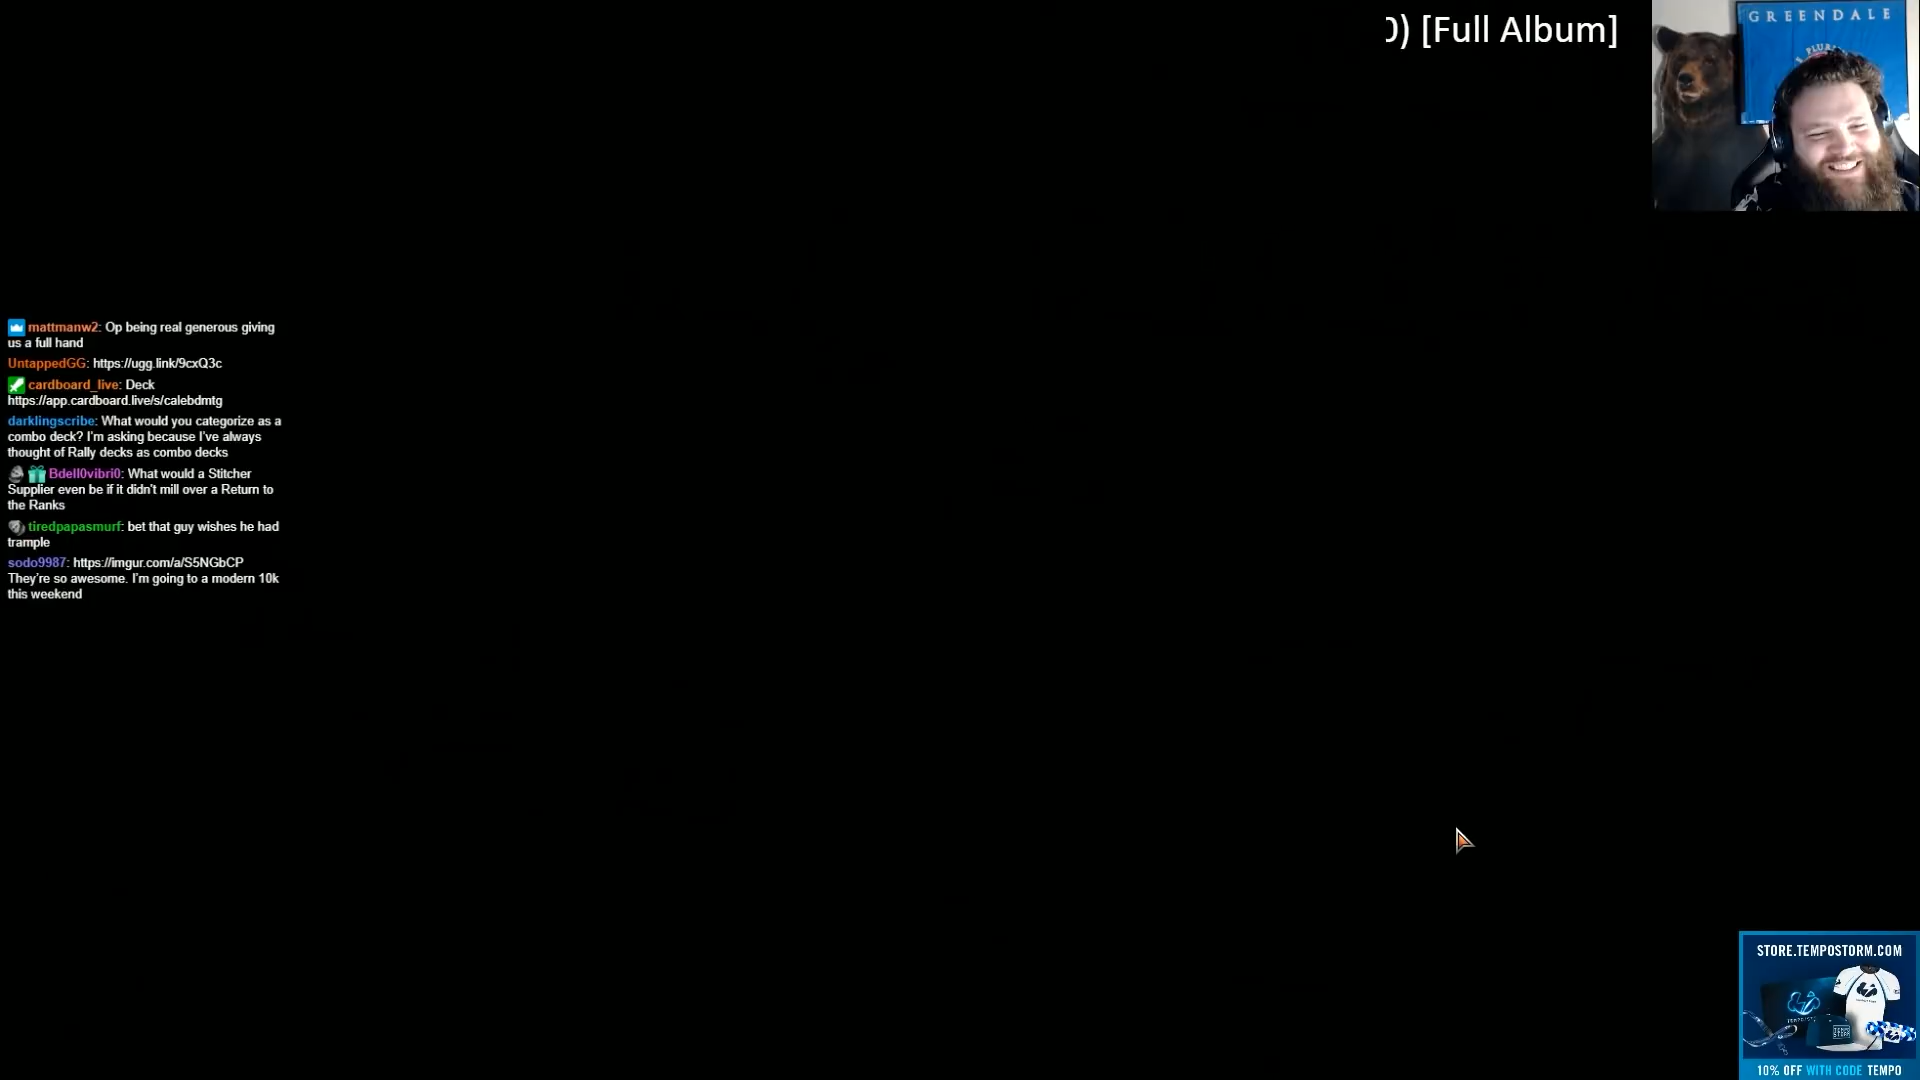 0) [Full Album]
GREENDALE
mattmanw2: Op being real generous giving
us a full hand
UntappedGG: https://ugg.link/9cxQ3c
cardboard_live: Deck
https://app.cardboard.live/s/calebdmtg
darklingscribe: What would you categorize as a
combo deck? I'm asking because I've always
thought of Rally decks as combo decks
Bdell0vibri0: What would a Stitcher
Supplier even be if it didn't mill over a Return to
the Ranks
tiredpapasmurf: bet that guy wishes he had
trample
sodo9987: https://imgur.com/a/S5NGbCP
They're so awesome. I'm going to a modern 10k
this weekend
STORE.TEMPOSTORM.COM
10% OFF WITH CODE TEMPO